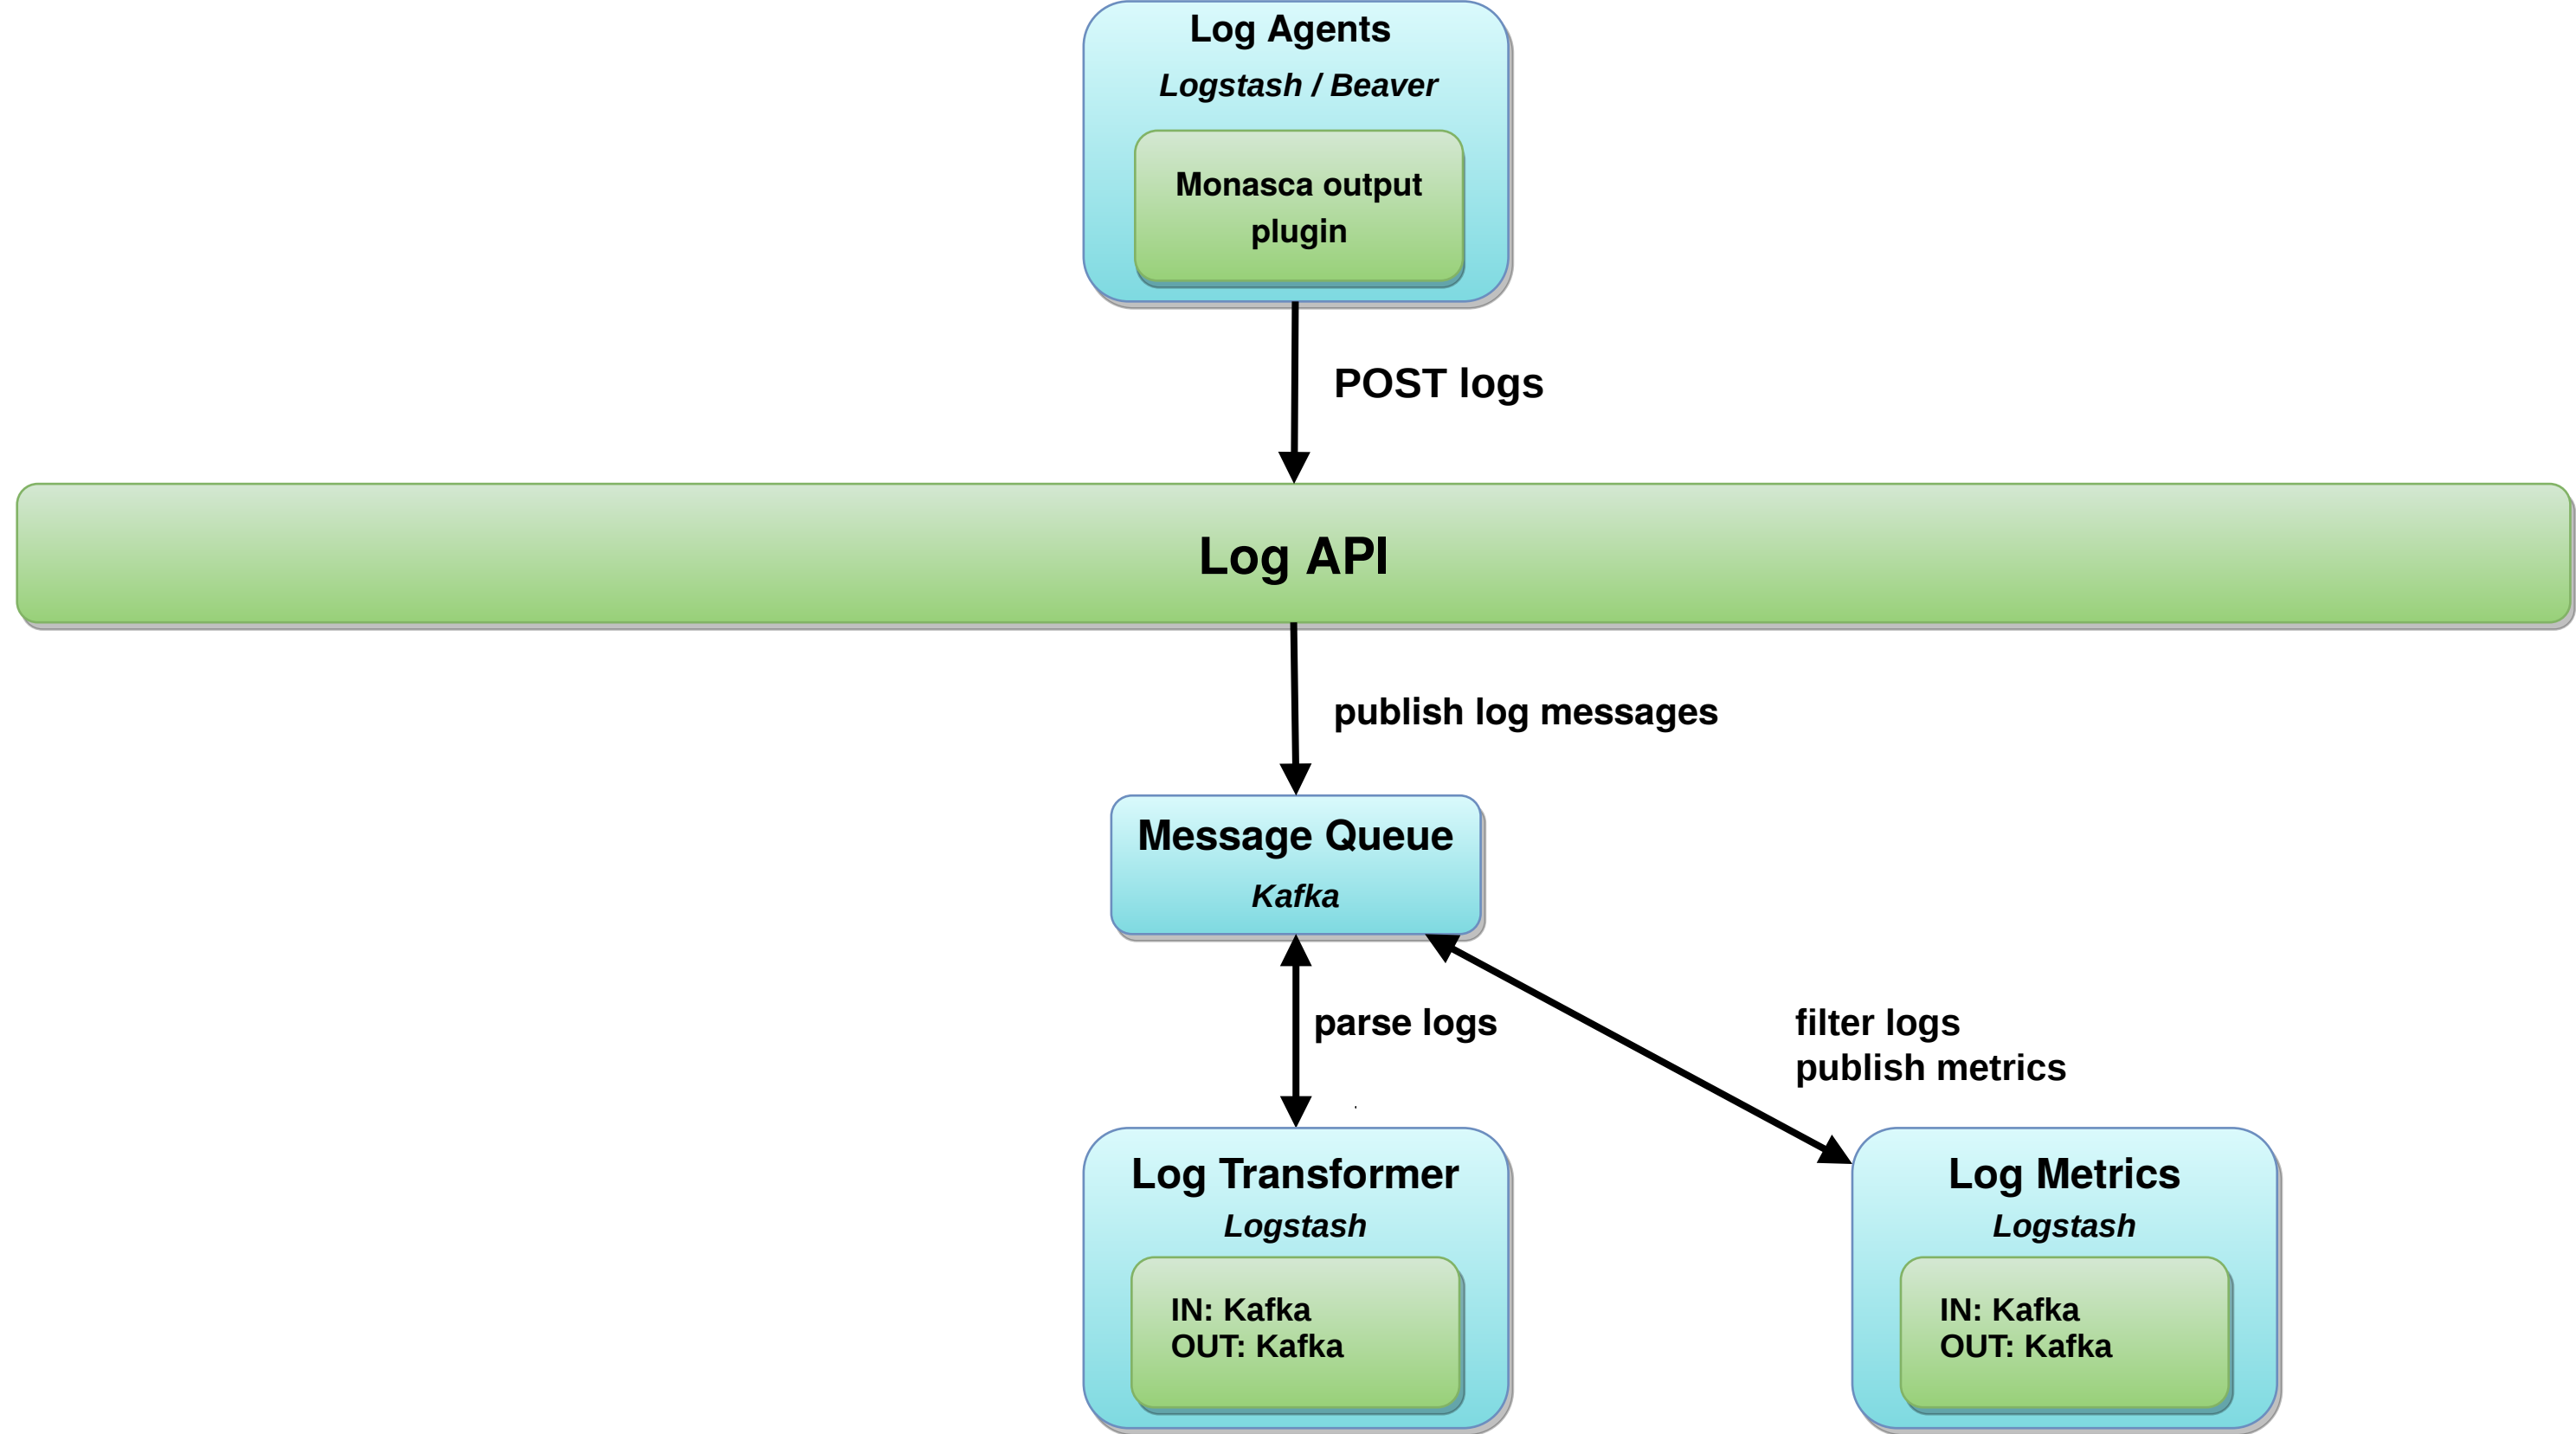 Log Agents
Logstash / Beaver
Monasca output
plugin
POST logs
Log API
publish log messages
Message Queue
Kafka
parse logs
filter logs
publish metrics
Log Transformer
Logstash
IN: Kafka
OUT: Kafka
Log Metrics
Logstash
IN: Kafka
OUT: Kafka